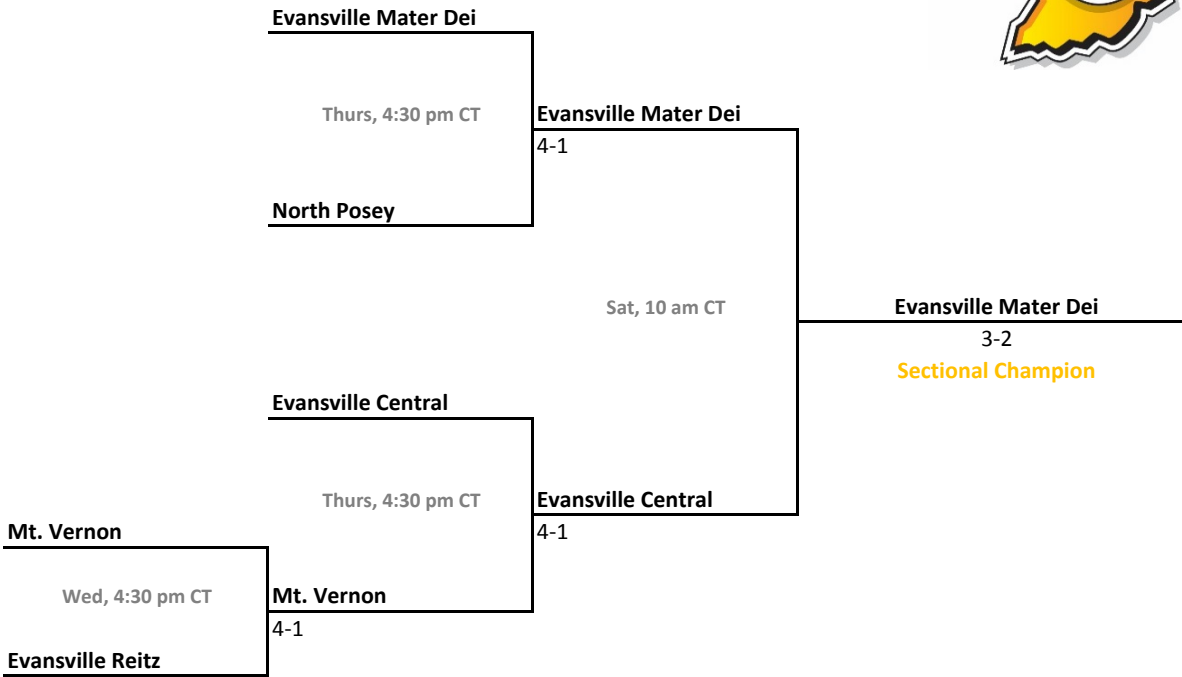 Evansville Mater Dei
Thurs, 4:30 pm CT
Evansville Mater Dei
4-1
North Posey
Sat, 10 am CT
Evansville Mater Dei
3-2
Sectional Champion
Evansville Central
Thurs, 4:30 pm CT
Evansville Central
4-1
Mt. Vernon
Wed, 4:30 pm CT
Mt. Vernon
4-1
Evansville Reitz